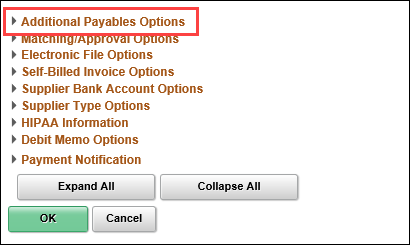 Additional Payables Options
Matching/Approval Options
Electronic File Options
Self-Billed Invoice Options
Supplier Bank Account Options
Supplier Type Options
HIPAA Information
Debit Memo Options
Payment Notification
Expand All Collapse All
OK Cancel